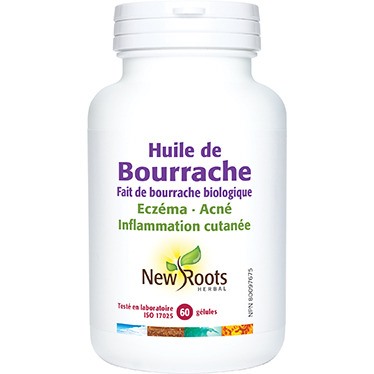 Huile de
Bourrache
Fait de bourrache biologique
Eczéma · Acné
Inflammation cutanée
New Roots
HERBAL
Testé en laboratoire
ISO 17025
60 gélules
NPN 80097675